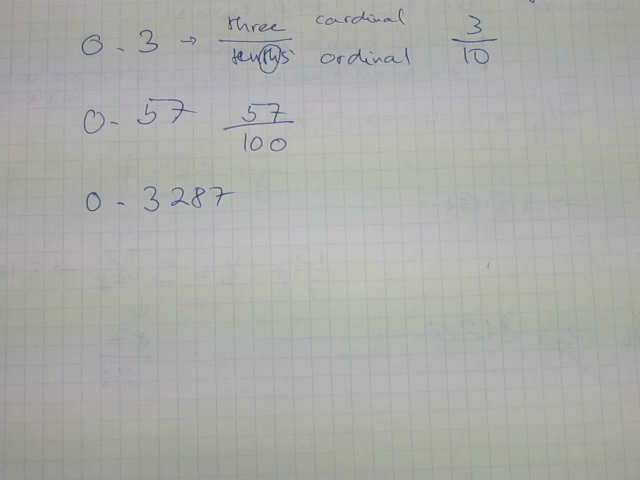 three cardinal 3
0.3 → tenths ordinal 10
0.57 57
100
0.3287